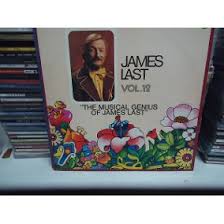 JAMES
LAST
VOL.12
"THE MUSICAL GENIUS
OF JAMES LAST"